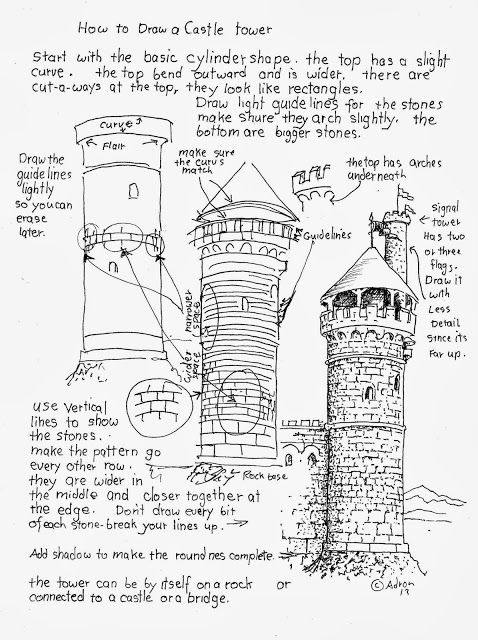 How to Draw a Castle tower
Start with the basic cylinder shape. the top has a slight
curve. the top bend outward and is wider. there are
cut-a-ways at the top, they look like rectangles.
Draw light guidelines for the stones
make shure they arch slightly. the
bottom are bigger stones.
Curve
Flair
Draw the
guide lines
lightly
so you can
erase
later.
make sure
the curvs
match
the top has arches
underneath
Guidelines
Signal
tower
Has two
or three
flags.
Draw it
with
Less
Detail
Since its
Far up.
narrower
space
wider
space
use vertical
lines to show
the stones.
make the pattern go
every other row.
they are wider in
the middle and closer together at
the edge. Don't draw every bit
of each stone-break your lines up.
Rock base
Add shadow to make the roundnes complete.
the tower can be by itself on a rock or
connected to a castle or a bridge.
© Adron
13